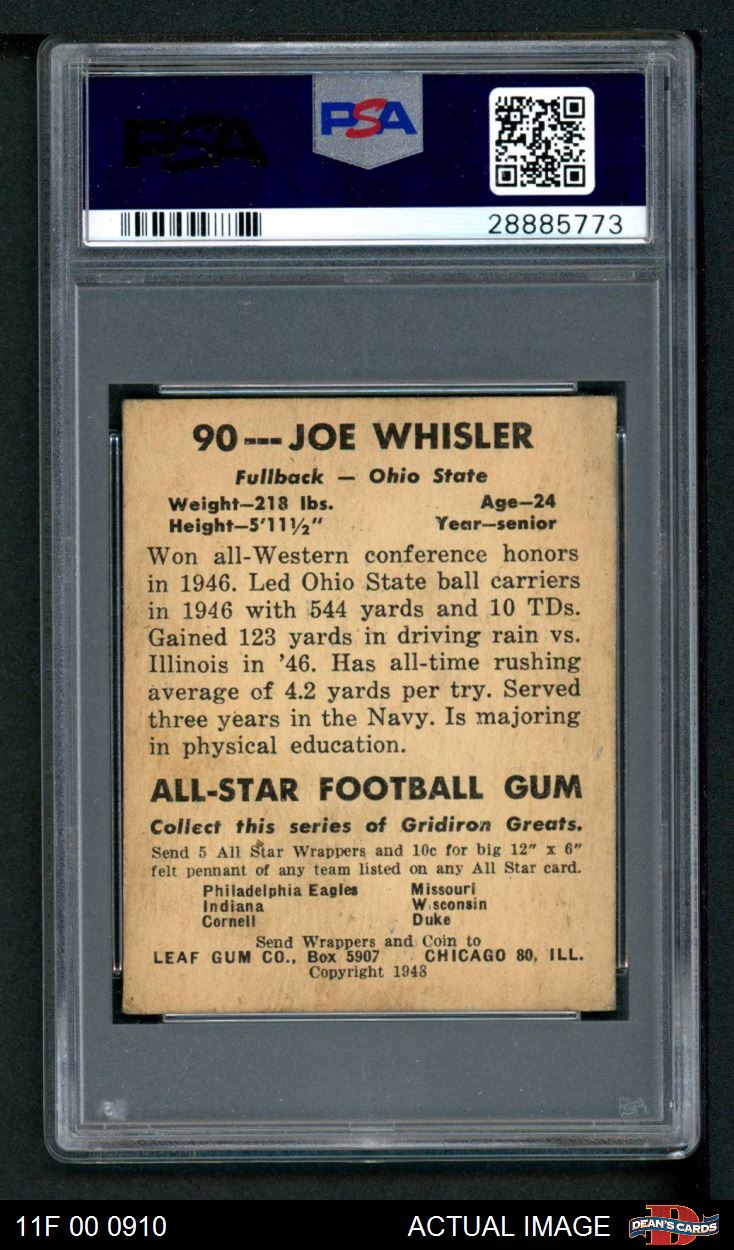 PSA
PSA
28885773
90---JOE WHISLER
Fullback — Ohio State
Weight—218 lbs. Age—24
Height—5'11½" Year—senior
Won all-Western conference honors
in 1946. Led Ohio State ball carriers
in 1946 with 544 yards and 10 TDs.
Gained 123 yards in driving rain vs.
Illinois in '46. Has all-time rushing
average of 4.2 yards per try. Served
three years in the Navy. Is majoring
in physical education.
ALL-STAR FOOTBALL GUM
Collect this series of Gridiron Greats.
Send 5 All Star Wrappers and 10c for big 12" x 6"
felt pennant of any team listed on any All Star card.
Philadelphia Eagles Missouri
Indiana Wisconsin
Cornell Duke
Send Wrappers and Coin to
LEAF GUM CO., Box 5907 CHICAGO 80, ILL.
Copyright 1948
PSA
11F 00 0910 ACTUAL IMAGE DEAN'S CARDS